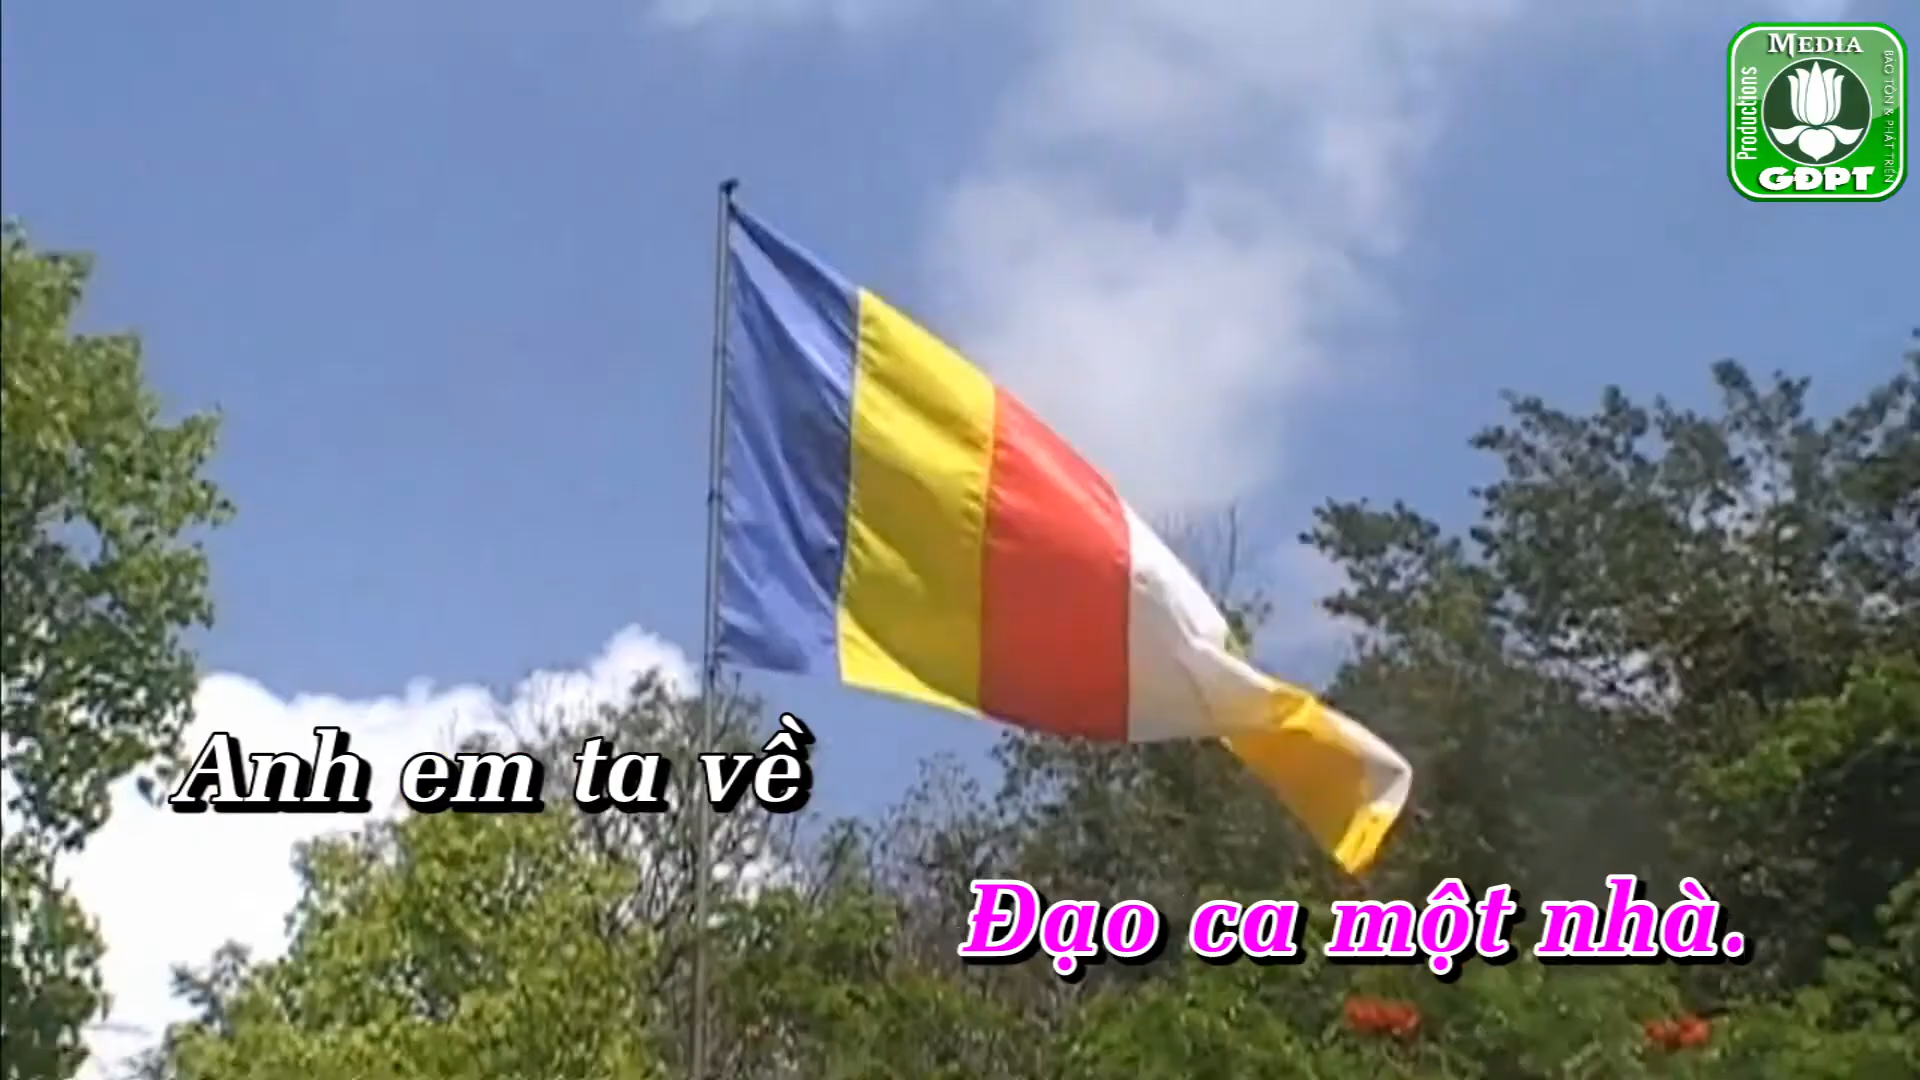 MEDIA
Productions
BẢO TỒN & PHÁT TRIỂN
GĐPT
Anh em ta về
Đạo ca một nhà.